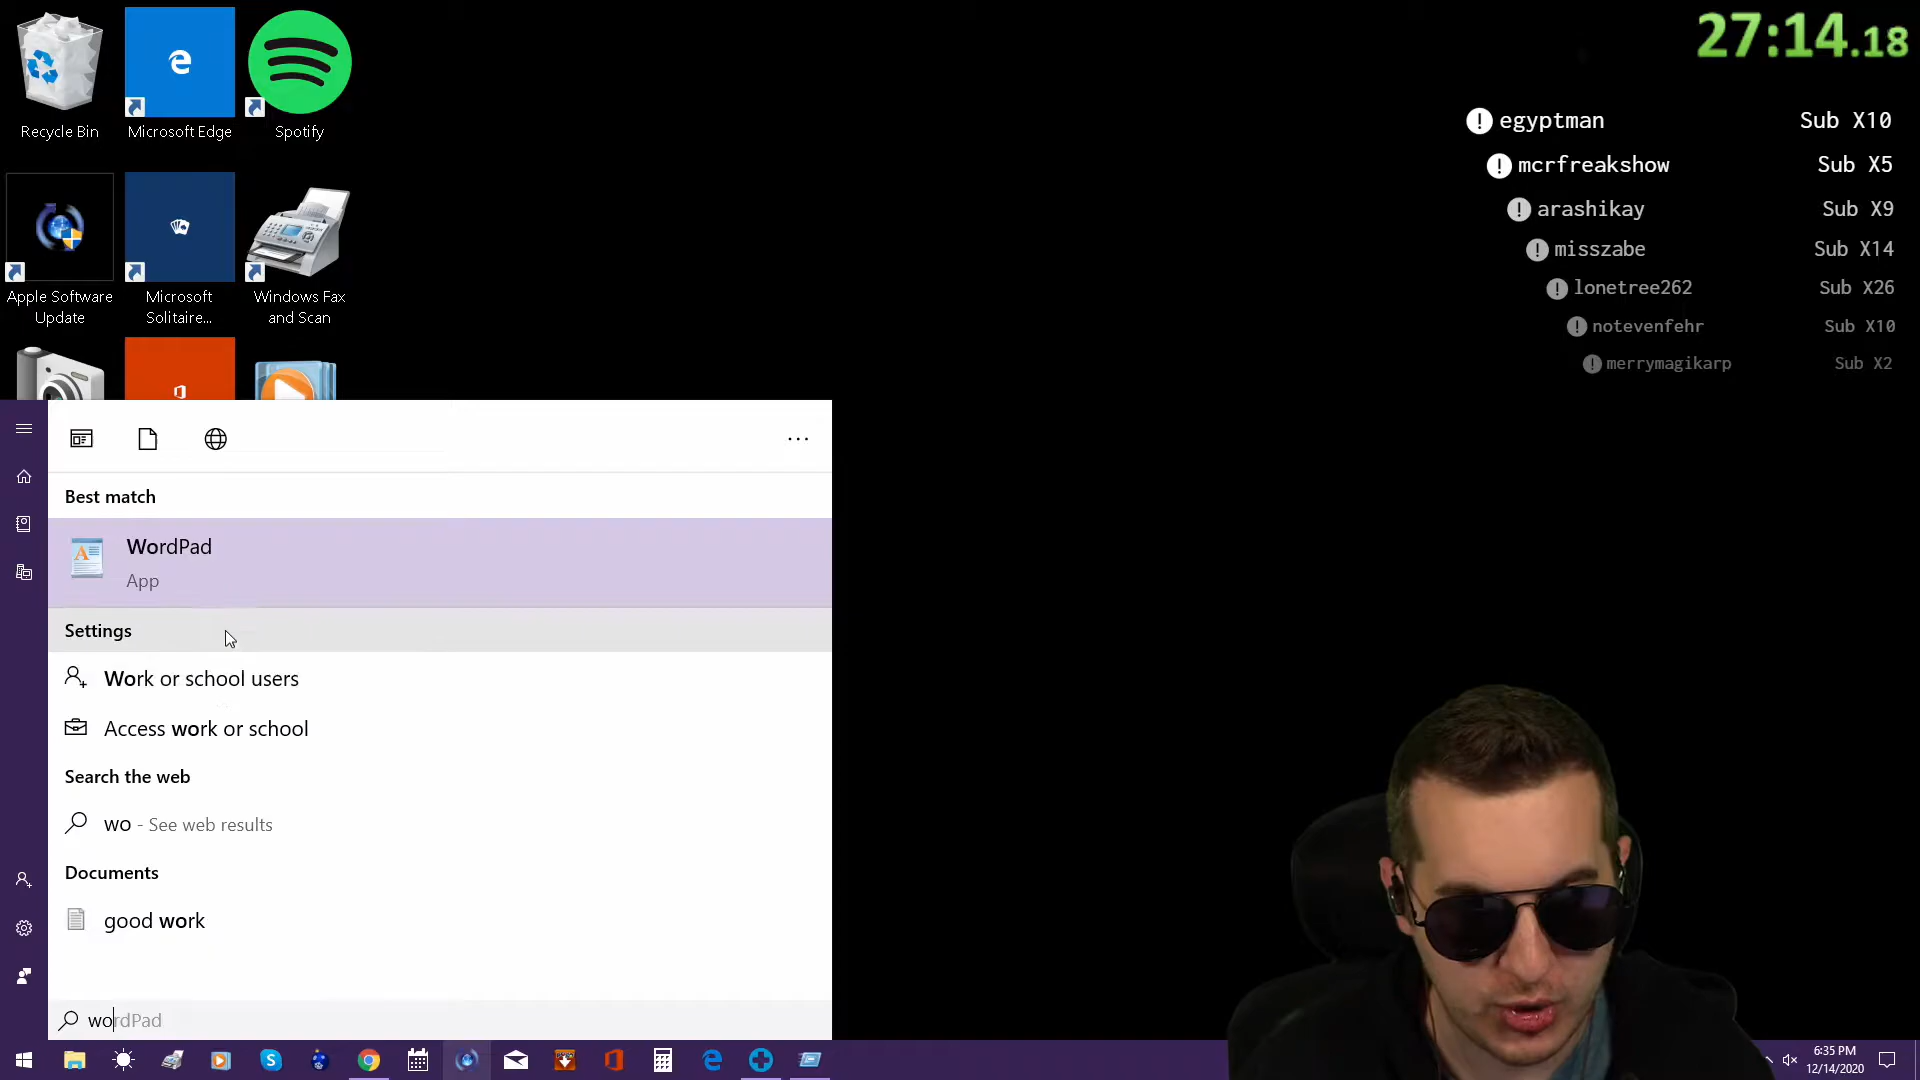 27:14.18
Recycle Bin
Microsoft Edge
Spotify
Apple Software
Update
Microsoft
Solitaire...
Windows Fax
and Scan
egyptman Sub X10
mcrfreakshow Sub X5
arashikay Sub X9
misszabe Sub X14
lonetree262 Sub X26
notevenfehr Sub X10
merrymagikarp Sub X2
Best match
WordPad
App
Settings
Work or school users
Access work or school
Search the web
wo - See web results
Documents
good work
wordPad
6:35 PM
12/14/2020